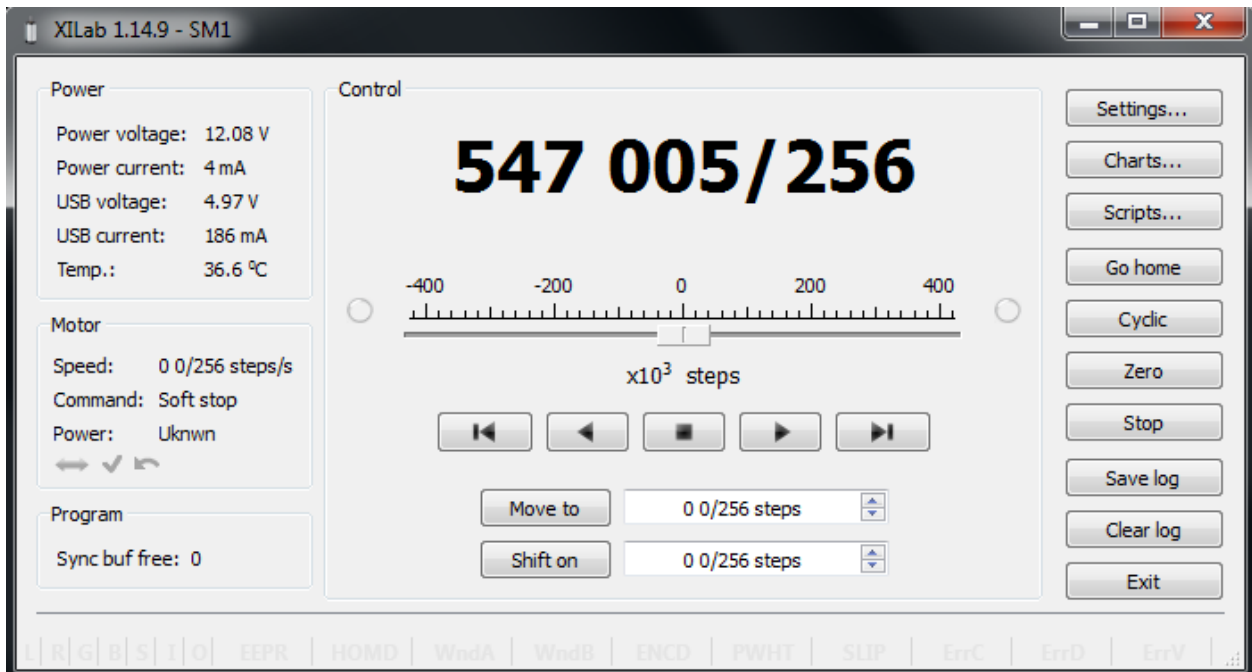 XILab 1.14.9 - SM1
Power
Power voltage: 12.08 V
Power current: 4 mA
USB voltage: 4.97 V
USB current: 186 mA
Temp.: 36.6 ºC
Motor
Speed: 0 0/256 steps/s
Command: Soft stop
Power: Uknwn
Program
Sync buf free: 0
Control
547 005/256
-400 -200 0 200 400
x10³ steps
Move to 0 0/256 steps
Shift on 0 0/256 steps
Settings...
Charts...
Scripts...
Go home
Cyclic
Zero
Stop
Save log
Clear log
Exit
L R G B S I O EEPR HOMD WndA WndB ENCD PWHT SLIP ErrC ErrD ErrV